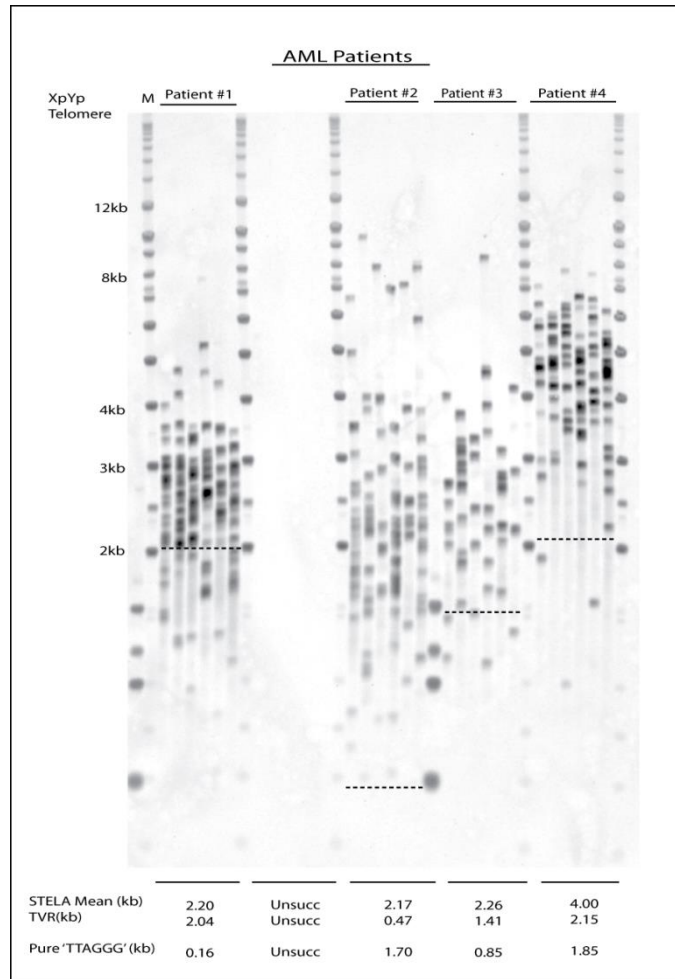 AML Patients
XpYp Telomere M Patient #1 Patient #2 Patient #3 Patient #4
12kb
8kb
4kb
3kb
2kb
STELA Mean (kb) 2.20 Unsucc 2.17 2.26 4.00
TVR(kb) 2.04 Unsucc 0.47 1.41 2.15
Pure 'TTAGGG' (kb) 0.16 Unsucc 1.70 0.85 1.85